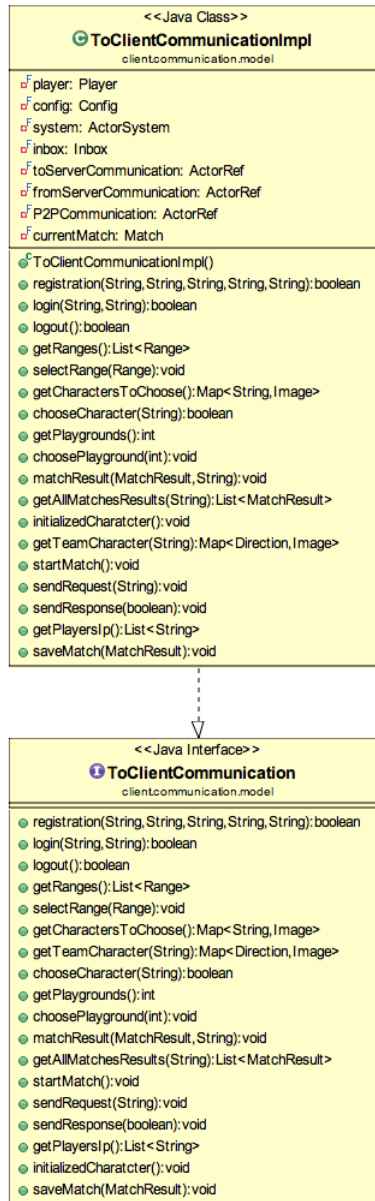 <<Java Class>>
ToClientCommunicationImpl
client.communication.model
player: Player
config: Config
system: ActorSystem
inbox: Inbox
toServerCommunication: ActorRef
fromServerCommunication: ActorRef
P2PCommunication: ActorRef
currentMatch: Match
ToClientCommunicationImpl()
registration(String,String,String,String,String):boolean
login(String,String):boolean
logout():boolean
getRanges():List<Range>
selectRange(Range):void
getCharactersToChoose():Map<String,Image>
chooseCharacter(String):boolean
getPlaygrounds():int
choosePlayground(int):void
matchResult(MatchResult,String):void
getAllMatchesResults(String):List<MatchResult>
initializedCharatcter():void
getTeamCharacter(String):Map<Direction,Image>
startMatch():void
sendRequest(String):void
sendResponse(boolean):void
getPlayersIp():List<String>
saveMatch(MatchResult):void
<<Java Interface>>
ToClientCommunication
client.communication.model
registration(String,String,String,String,String):boolean
login(String,String):boolean
logout():boolean
getRanges():List<Range>
selectRange(Range):void
getCharactersToChoose():Map<String,Image>
getTeamCharacter(String):Map<Direction,Image>
chooseCharacter(String):boolean
getPlaygrounds():int
choosePlayground(int):void
matchResult(MatchResult,String):void
getAllMatchesResults(String):List<MatchResult>
startMatch():void
sendRequest(String):void
sendResponse(boolean):void
getPlayersIp():List<String>
initializedCharatcter():void
saveMatch(MatchResult):void